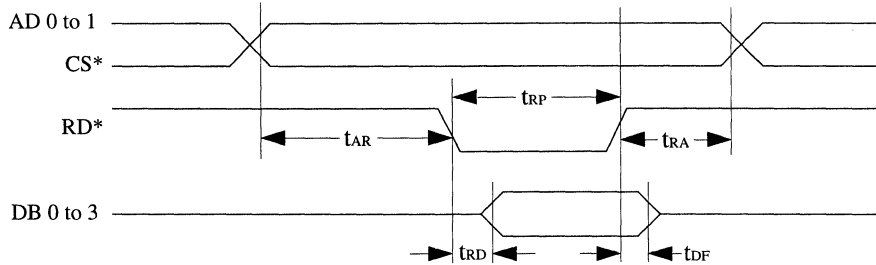 AD 0 to 1
CS*
tRP
RD*
tAR
tRA
DB 0 to 3
tRD
tDF